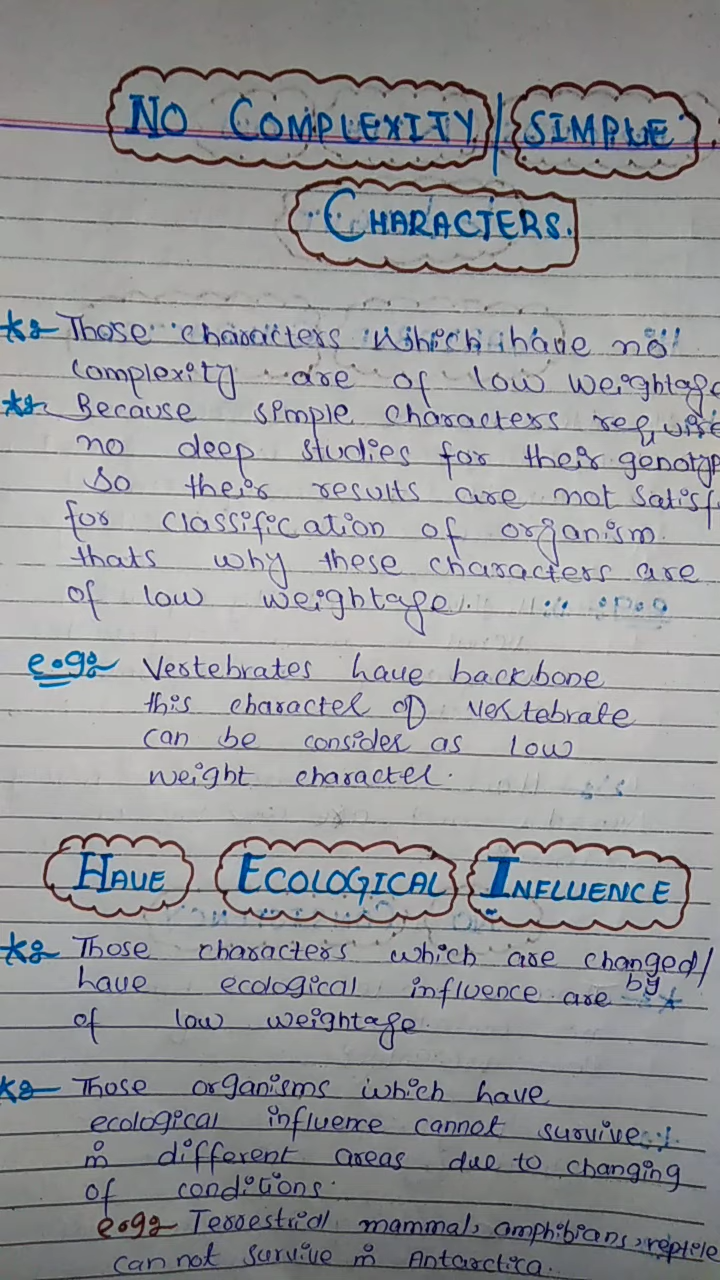 NO COMPLEXITY / SIMPLE
CHARACTERS.
Those characters which have no
complexity are of low weightage
Because simple characters require
no deep studies for their genotyp
so their results are not satisf
for classification of organism.
thats why these characters are
of low weightage.
e.g:- Vertebrates have backbone
this character of vertebrate
can be consider as low
weight character.
HAVE ECOLOGICAL INFLUENCE
Those characters which are changed/
have ecological influence are by
of low weightage.
Those organisms which have
ecological influence cannot survive
in different areas due to changing
of conditions.
e.g:- Terrestrial mammals, amphibians, reptile
can not survive in Antarctica.